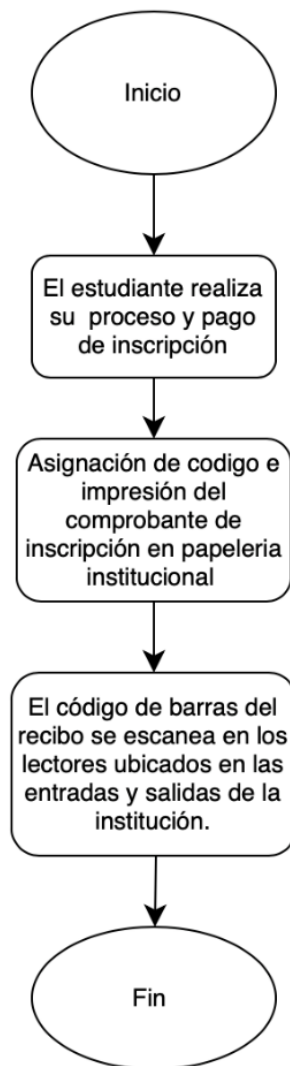 Inicio
El estudiante realiza
su proceso y pago
de inscripción
Asignación de codigo e
impresión del
comprobante de
inscripción en papeleria
institucional
El código de barras del
recibo se escanea en los
lectores ubicados en las
entradas y salidas de la
institución.
Fin